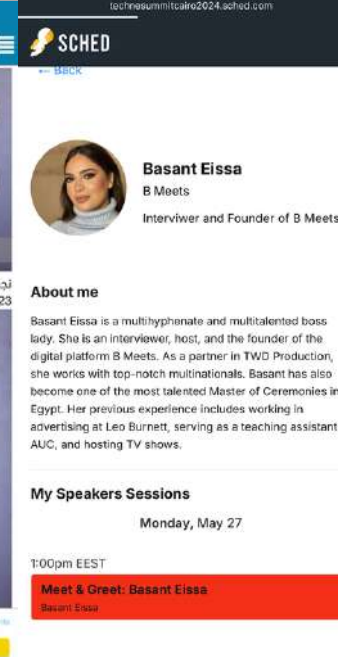 technesummitcairo2024.sched.com
SCHED
← Back
Basant Eissa
B Meets
Interviwer and Founder of B Meets
About me
Basant Eissa is a multihyphenate and multitalented boss
lady. She is an interviewer, host, and the founder of the
digital platform B Meets. As a partner in TWD Production,
she works with top-notch multinationals. Basant has also
become one of the most talented Master of Ceremonies in
Egypt. Her previous experience includes working in
advertising at Leo Burnett, serving as a teaching assistant
AUC, and hosting TV shows.
My Speakers Sessions
Monday, May 27
1:00pm EEST
Meet & Greet: Basant Eissa
Basant Eissa
23